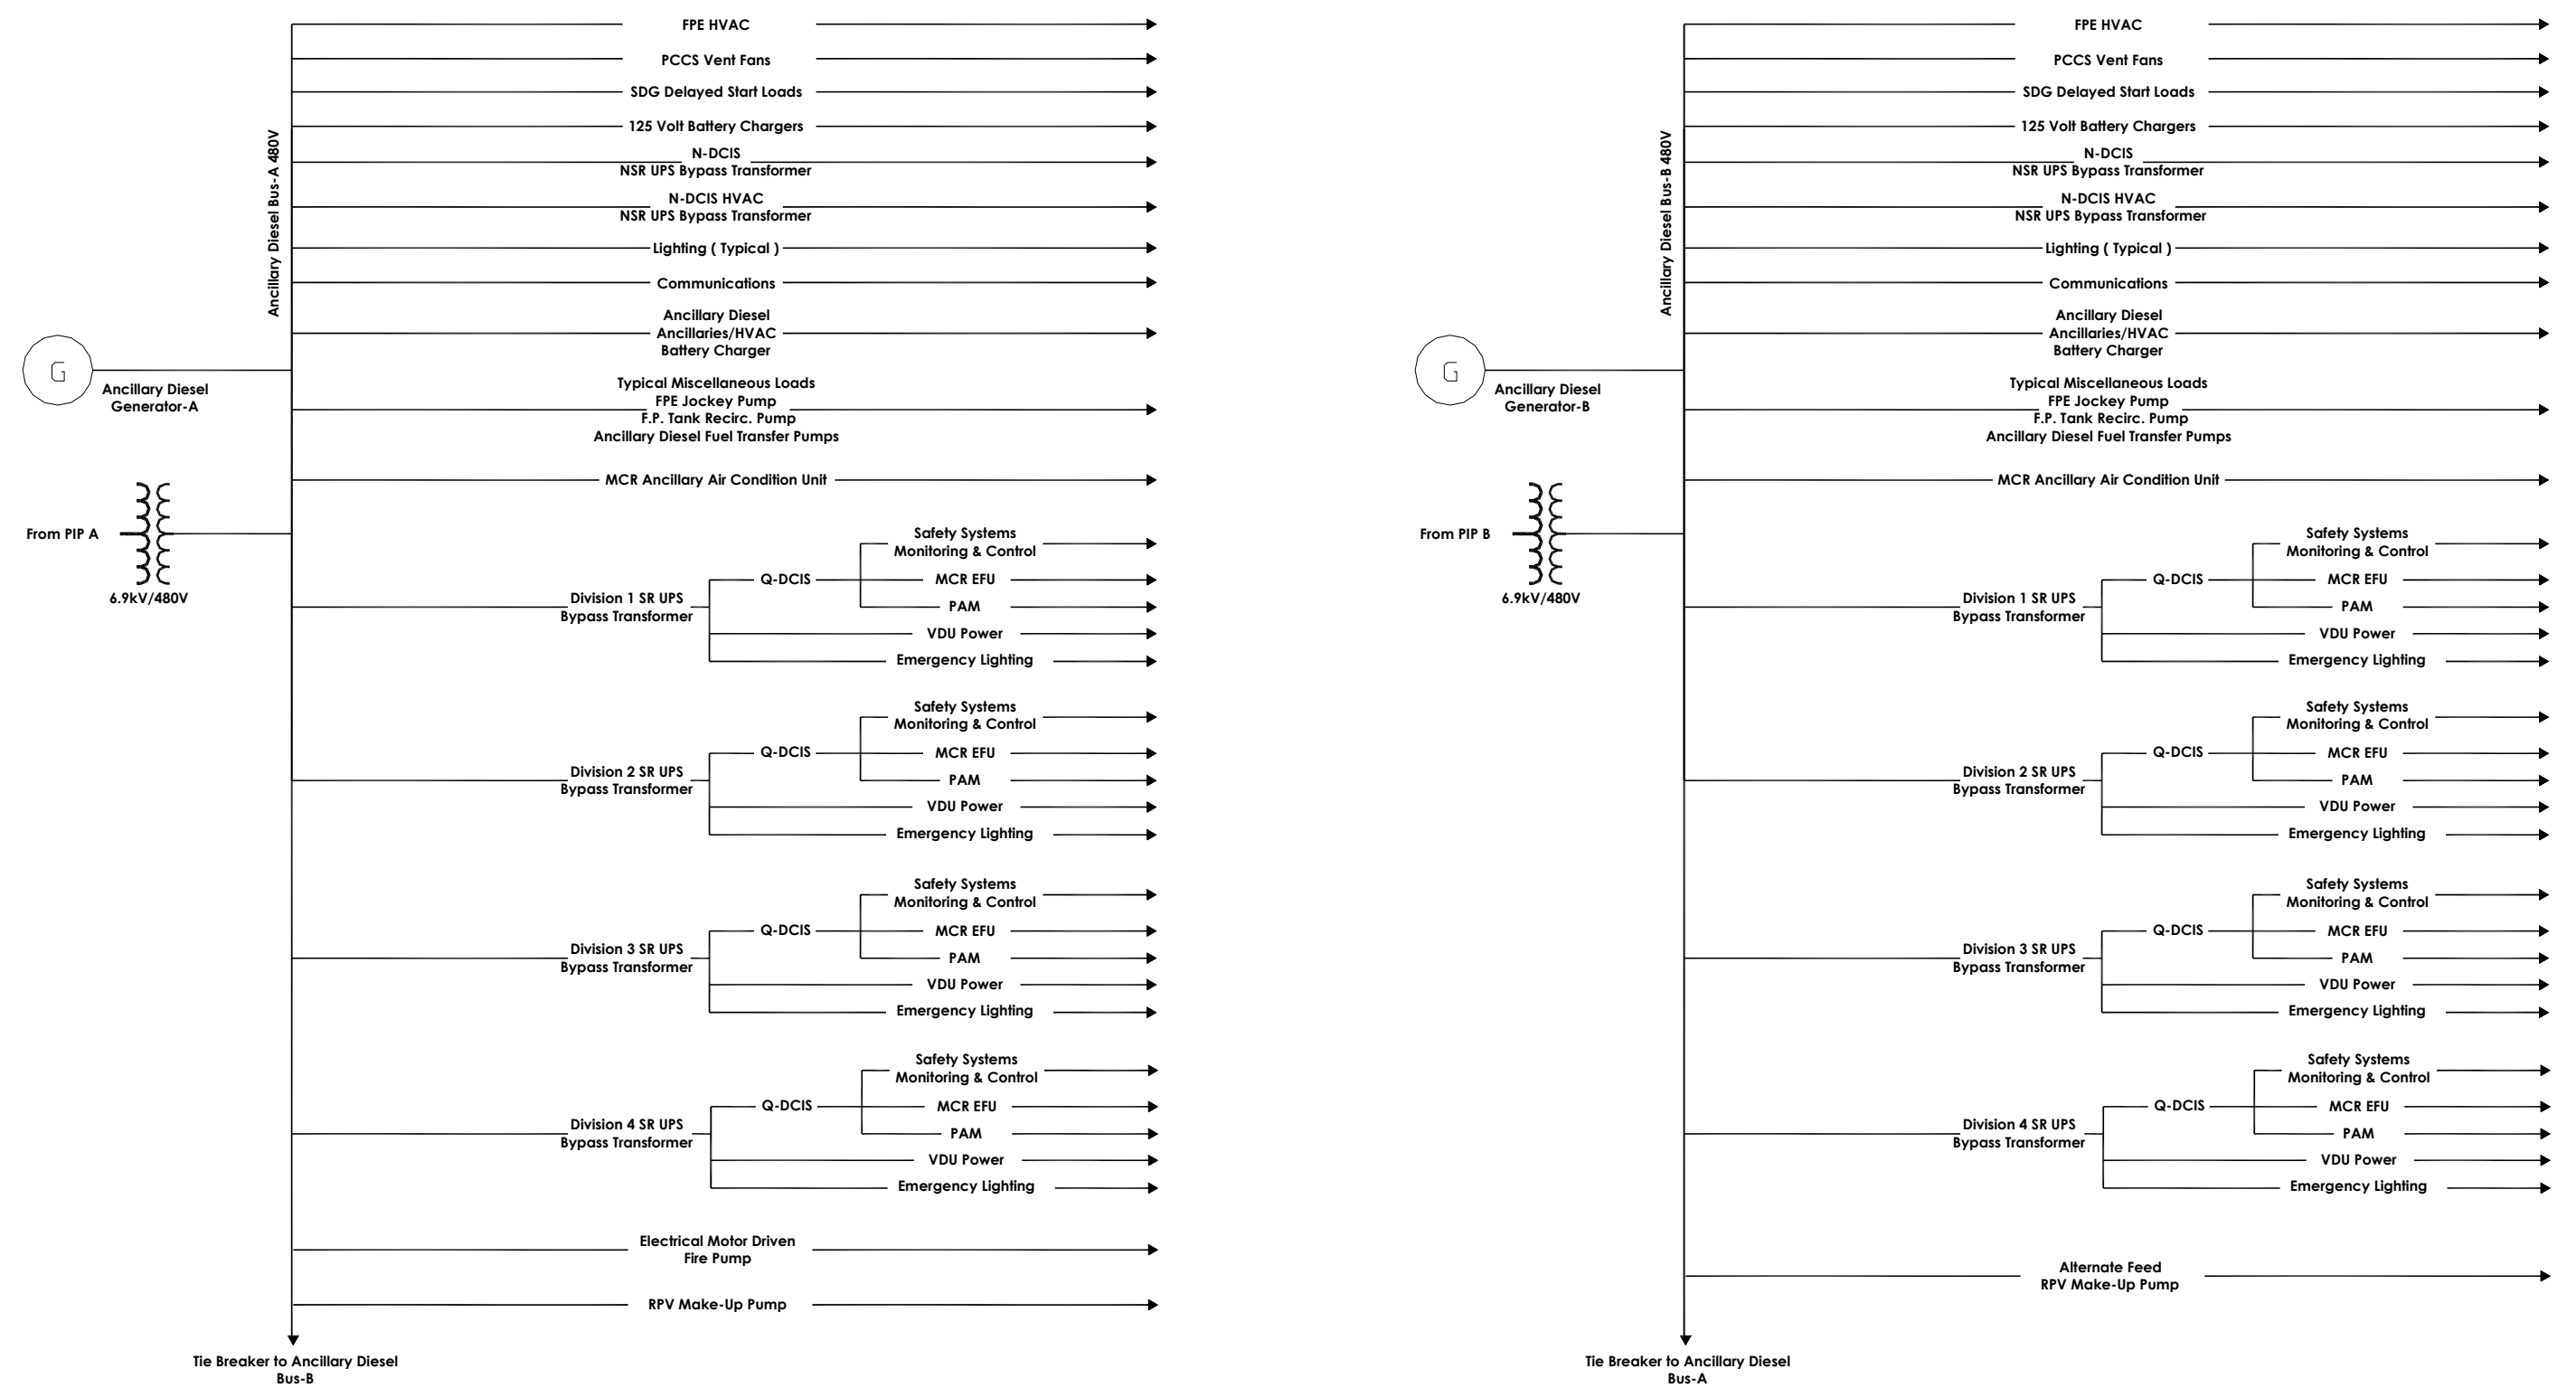 FPE HVAC
PCCS Vent Fans
SDG Delayed Start Loads
125 Volt Battery Chargers
N-DCIS
NSR UPS Bypass Transformer
N-DCIS HVAC
NSR UPS Bypass Transformer
Lighting ( Typical )
Communications
Ancillary Diesel
Ancillaries/HVAC
Battery Charger
Ancillary Diesel Bus-A 480V
G
Ancillary Diesel
Generator-A
Typical Miscellaneous Loads
FPE Jockey Pump
F.P. Tank Recirc. Pump
Ancillary Diesel Fuel Transfer Pumps
MCR Ancillary Air Condition Unit
From PIP A
6.9kV/480V
Division 1 SR UPS
Bypass Transformer
Q-DCIS
Safety Systems
Monitoring & Control
MCR EFU
PAM
VDU Power
Emergency Lighting
Division 2 SR UPS
Bypass Transformer
Q-DCIS
Safety Systems
Monitoring & Control
MCR EFU
PAM
VDU Power
Emergency Lighting
Division 3 SR UPS
Bypass Transformer
Q-DCIS
Safety Systems
Monitoring & Control
MCR EFU
PAM
VDU Power
Emergency Lighting
Division 4 SR UPS
Bypass Transformer
Q-DCIS
Safety Systems
Monitoring & Control
MCR EFU
PAM
VDU Power
Emergency Lighting
Electrical Motor Driven
Fire Pump
RPV Make-Up Pump
Tie Breaker to Ancillary Diesel
Bus-B
FPE HVAC
PCCS Vent Fans
SDG Delayed Start Loads
125 Volt Battery Chargers
N-DCIS
NSR UPS Bypass Transformer
N-DCIS HVAC
NSR UPS Bypass Transformer
Lighting ( Typical )
Communications
Ancillary Diesel
Ancillaries/HVAC
Battery Charger
Ancillary Diesel Bus-B 480V
G
Ancillary Diesel
Generator-B
Typical Miscellaneous Loads
FPE Jockey Pump
F.P. Tank Recirc. Pump
Ancillary Diesel Fuel Transfer Pumps
MCR Ancillary Air Condition Unit
From PIP B
6.9kV/480V
Division 1 SR UPS
Bypass Transformer
Q-DCIS
Safety Systems
Monitoring & Control
MCR EFU
PAM
VDU Power
Emergency Lighting
Division 2 SR UPS
Bypass Transformer
Q-DCIS
Safety Systems
Monitoring & Control
MCR EFU
PAM
VDU Power
Emergency Lighting
Division 3 SR UPS
Bypass Transformer
Q-DCIS
Safety Systems
Monitoring & Control
MCR EFU
PAM
VDU Power
Emergency Lighting
Division 4 SR UPS
Bypass Transformer
Q-DCIS
Safety Systems
Monitoring & Control
MCR EFU
PAM
VDU Power
Emergency Lighting
Alternate Feed
RPV Make-Up Pump
Tie Breaker to Ancillary Diesel
Bus-A